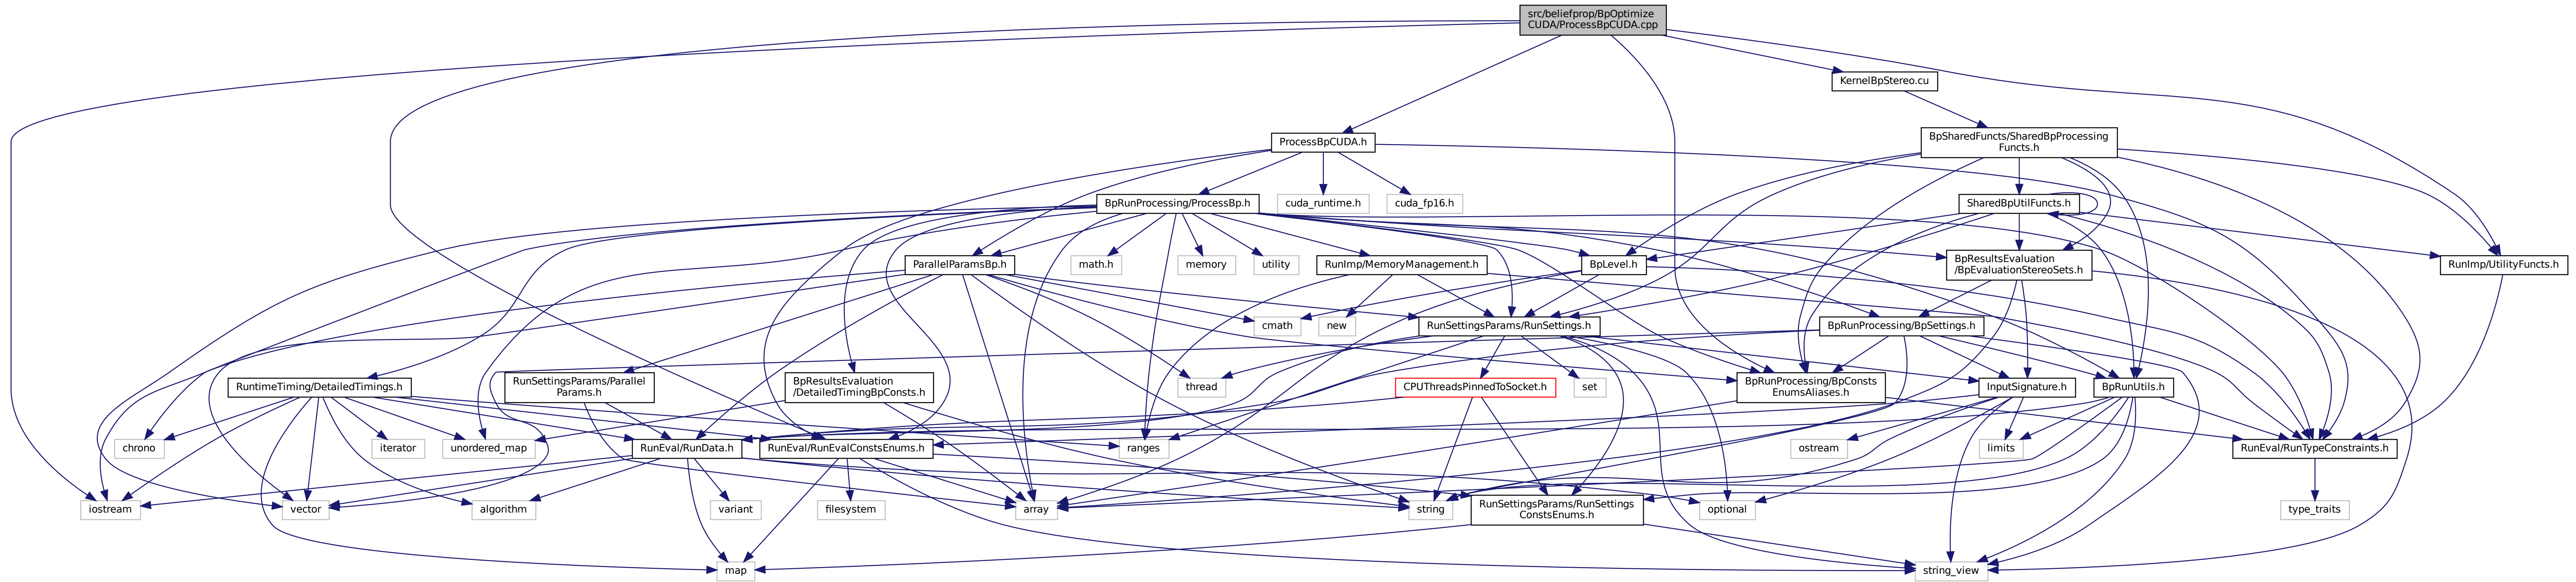 src/beliefprop/BpOptimize
CUDA/ProcessBpCUDA.cpp
KernelBpStereo.cu
ProcessBpCUDA.h
BpSharedFuncts/SharedBpProcessing
Functs.h
BpRunProcessing/ProcessBp.h
cuda_runtime.h
cuda_fp16.h
SharedBpUtilFuncts.h
ParallelParamsBp.h
math.h
memory
utility
RunImp/MemoryManagement.h
BpLevel.h
BpResultsEvaluation
/BpEvaluationStereoSets.h
RunImp/UtilityFuncts.h
cmath
new
RunSettingsParams/RunSettings.h
BpRunProcessing/BpSettings.h
RuntimeTiming/DetailedTimings.h
RunSettingsParams/Parallel
Params.h
BpResultsEvaluation
/DetailedTimingBpConsts.h
thread
CPUThreadsPinnedToSocket.h
set
BpRunProcessing/BpConsts
EnumsAliases.h
InputSignature.h
BpRunUtils.h
chrono
iterator
unordered_map
RunEval/RunData.h
RunEval/RunEvalConstsEnums.h
ranges
ostream
limits
RunEval/RunTypeConstraints.h
iostream
vector
algorithm
variant
filesystem
array
string
RunSettingsParams/RunSettings
ConstsEnums.h
optional
type_traits
map
string_view